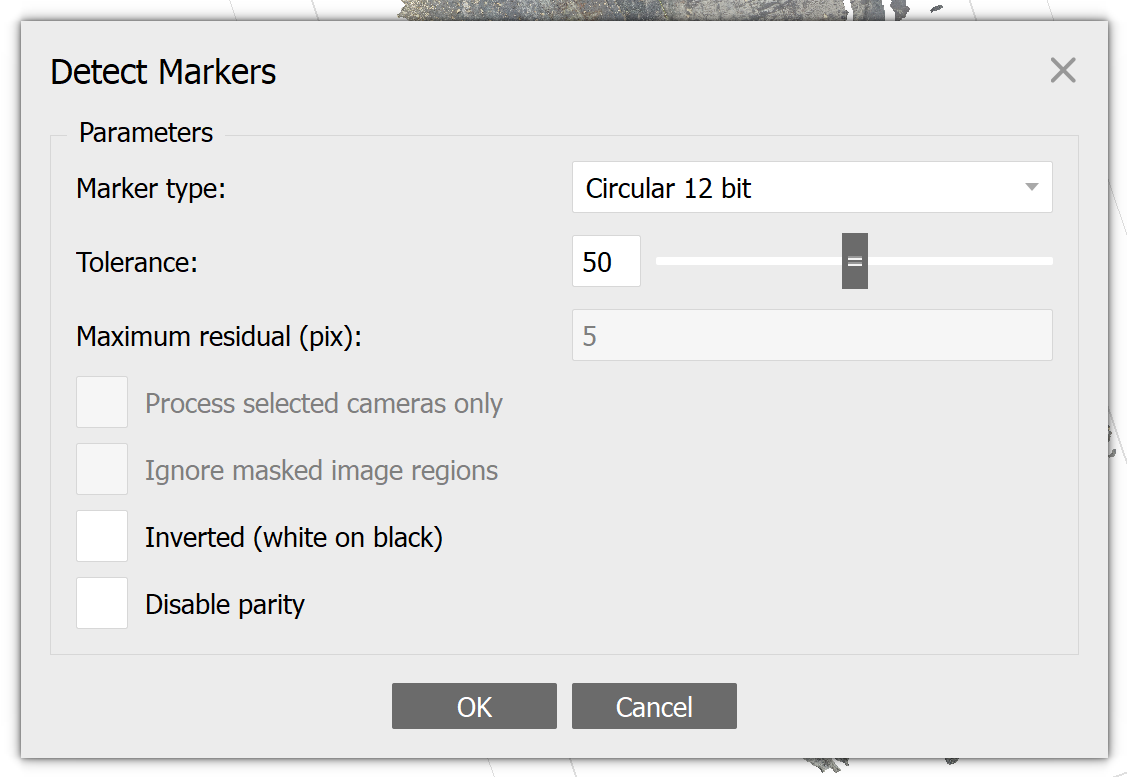 Detect Markers
Parameters
Marker type:
Circular 12 bit
Tolerance:
50
Maximum residual (pix):
5
Process selected cameras only
Ignore masked image regions
Inverted (white on black)
Disable parity
OK
Cancel